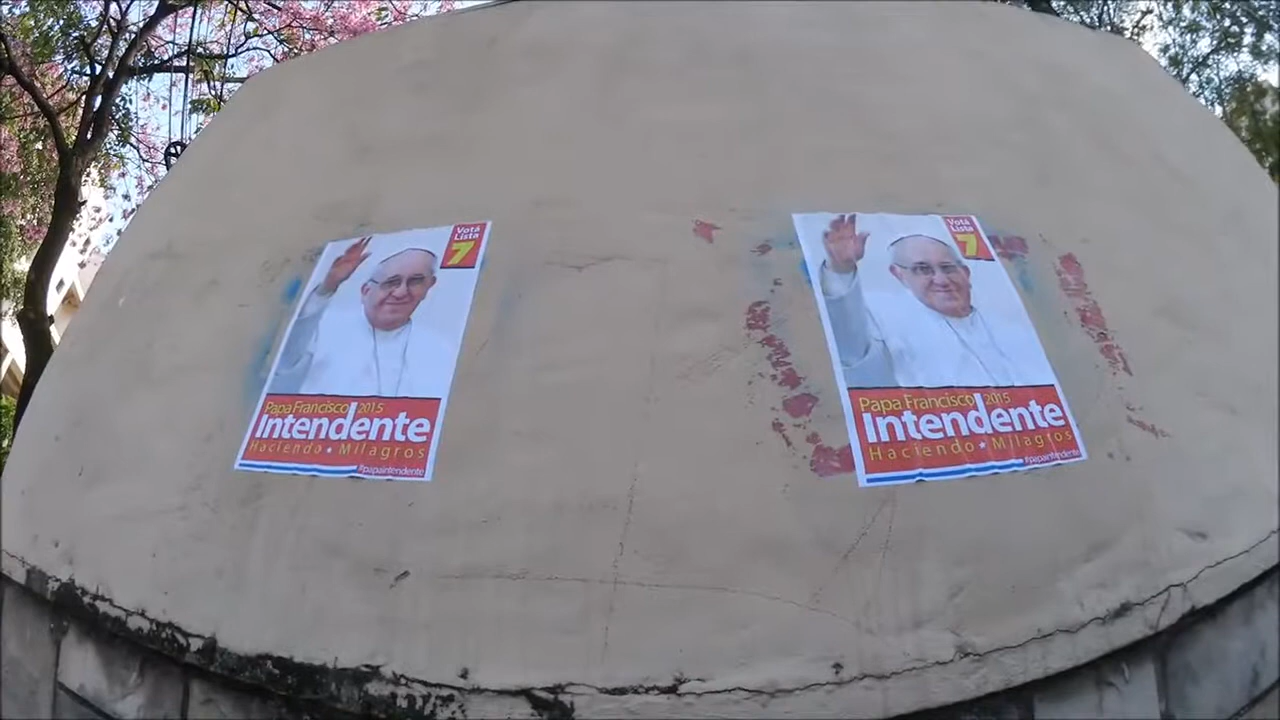 Votá
Lista
7
Papa Francisco 2015
Intendente
Haciendo ★ Milagros
#papaintendente
Votá
Lista
7
Papa Francisco 2015
Intendente
Haciendo ★ Milagros
#papaintendente